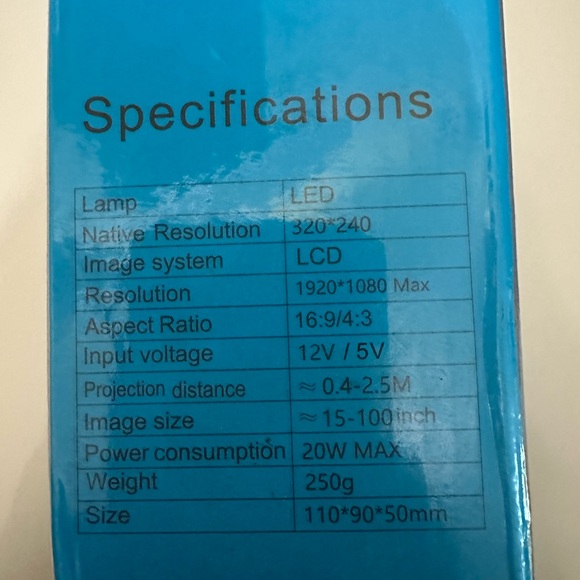 Specifications
Lamp LED
Native Resolution 320*240
Image system LCD
Resolution 1920*1080 Max
Aspect Ratio 16:9/4:3
Input voltage 12V / 5V
Projection distance ≈ 0.4-2.5M
Image size ≈ 15-100inch
Power consumption 20W MAX
Weight 250g
Size 110*90*50mm